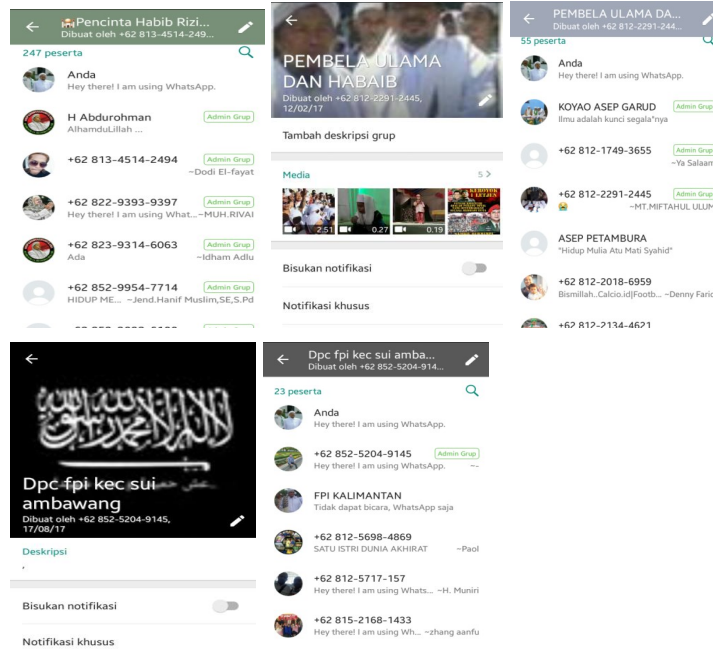 Pencinta Habib Rizi...
Dibuat oleh +62 813-4514-249...
247 peserta
Anda
Hey there! I am using WhatsApp.
H Abdurohman
Admin Grup
AlhamduLillah ...
+62 813-4514-2494
Admin Grup
~Dodi El-fayat
+62 822-9393-9397
Admin Grup
Hey there! I am using What... ~MUH.RIVAI
+62 823-9314-6063
Admin Grup
Ada
~Idham Adlu
+62 852-9954-7714
Admin Grup
HIDUP ME... ~Jend.Hanif Muslim,SE,S.Pd
PEMBELA ULAMA
DAN HABAIB
Dibuat oleh +62 812-2291-2445,
12/02/17
Tambah deskripsi grup
Media
5 >
2.51
0.27
0.19
KEROYOK
1 LETJEN
Bisukan notifikasi
Notifikasi khusus
PEMBELA ULAMA DA...
Dibuat oleh +62 812-2291-244...
55 peserta
Anda
Hey there! I am using WhatsApp.
KOYAO ASEP GARUD
Admin Grup
Ilmu adalah kunci segala"nya
+62 812-1749-3655
Admin Grup
~Ya Salaam
+62 812-2291-2445
Admin Grup
😭
~MT.MIFTAHUL ULUM
ASEP PETAMBURA
"Hidup Mulia Atu Mati Syahid"
+62 812-2018-6959
Bismillah..Calcio.id|Footb... ~Denny Farid
+62 812-2134-4621
لا إله إلا الله محمد رسول الله
Dpc fpi kec sui
ambawang
Dibuat oleh +62 852-5204-9145,
17/08/17
Deskripsi
,
Bisukan notifikasi
Notifikasi khusus
Dpc fpi kec sui amba...
Dibuat oleh +62 852-5204-914...
23 peserta
Anda
Hey there! I am using WhatsApp.
+62 852-5204-9145
Admin Grup
Hey there! I am using WhatsApp.
~-
FPI KALIMANTAN
Tidak dapat bicara, WhatsApp saja
+62 812-5698-4869
SATU ISTRI DUNIA AKHIRAT
~Paol
+62 812-5717-157
Hey there! I am using Whats... ~H. Muniri
+62 815-2168-1433
Hey there! I am using Wh... ~zhang aanfu